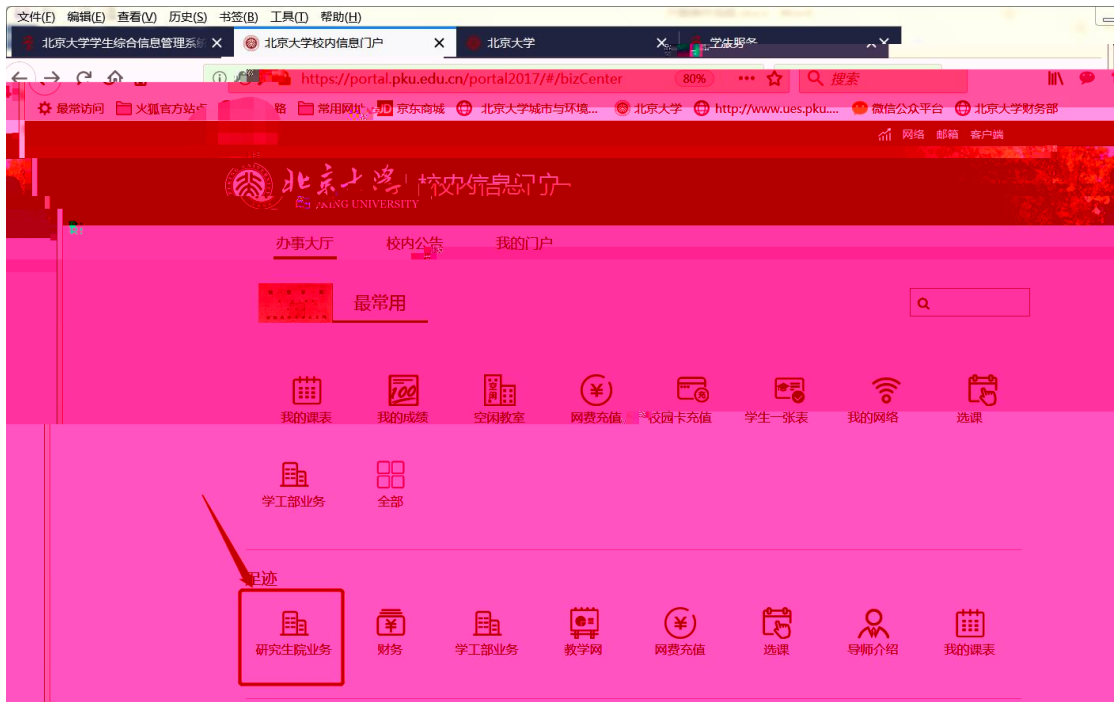 文件(F) 编辑(E) 查看(V) 历史(S) 书签(B) 工具(T) 帮助(H)
北京大学学生综合信息管理系统 北京大学校内信息门户 北京大学
https://portal.pku.edu.cn/portal2017/#/bizCenter 80% 搜索
最常访问 火狐官方站点 常用网址 JD 京东商城 北京大学城市与环境... 北京大学 http://www.ues.pku.... 微信公众平台 北京大学财务部
网络 邮箱 客户端
北京大学 校内信息门户
UNIVERSITY
办事大厅 校内公告 我的门户
最常用
我的课表 我的成绩 空闲教室 网费充值 校园卡充值 学生一张表 我的网络 选课
学工部业务 全部
足迹
研究生院业务 财务 学工部业务 教学网 网费充值 选课 导师介绍 我的课表